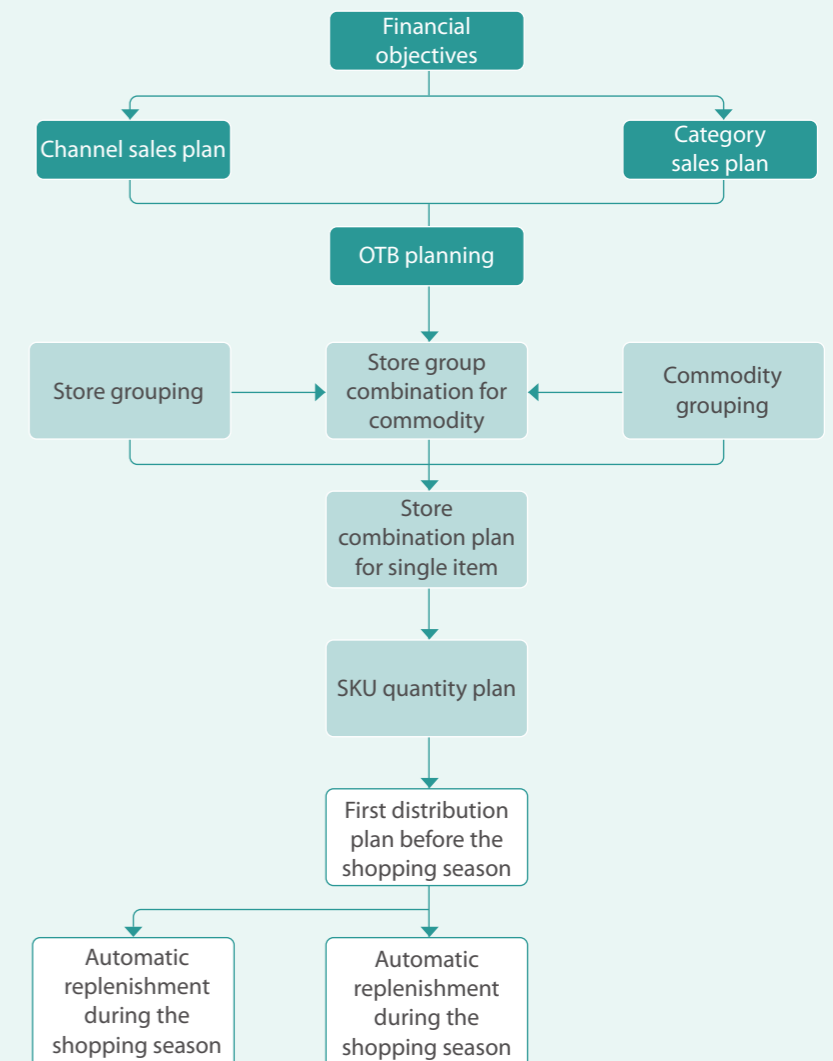 Financial
objectives
Channel sales plan
Category
sales plan
OTB planning
Store grouping
Store group
combination for
commodity
Commodity
grouping
Store
combination plan
for single item
SKU quantity plan
First distribution
plan before the
shopping season
Automatic
replenishment
during the
shopping season
Automatic
replenishment
during the
shopping season